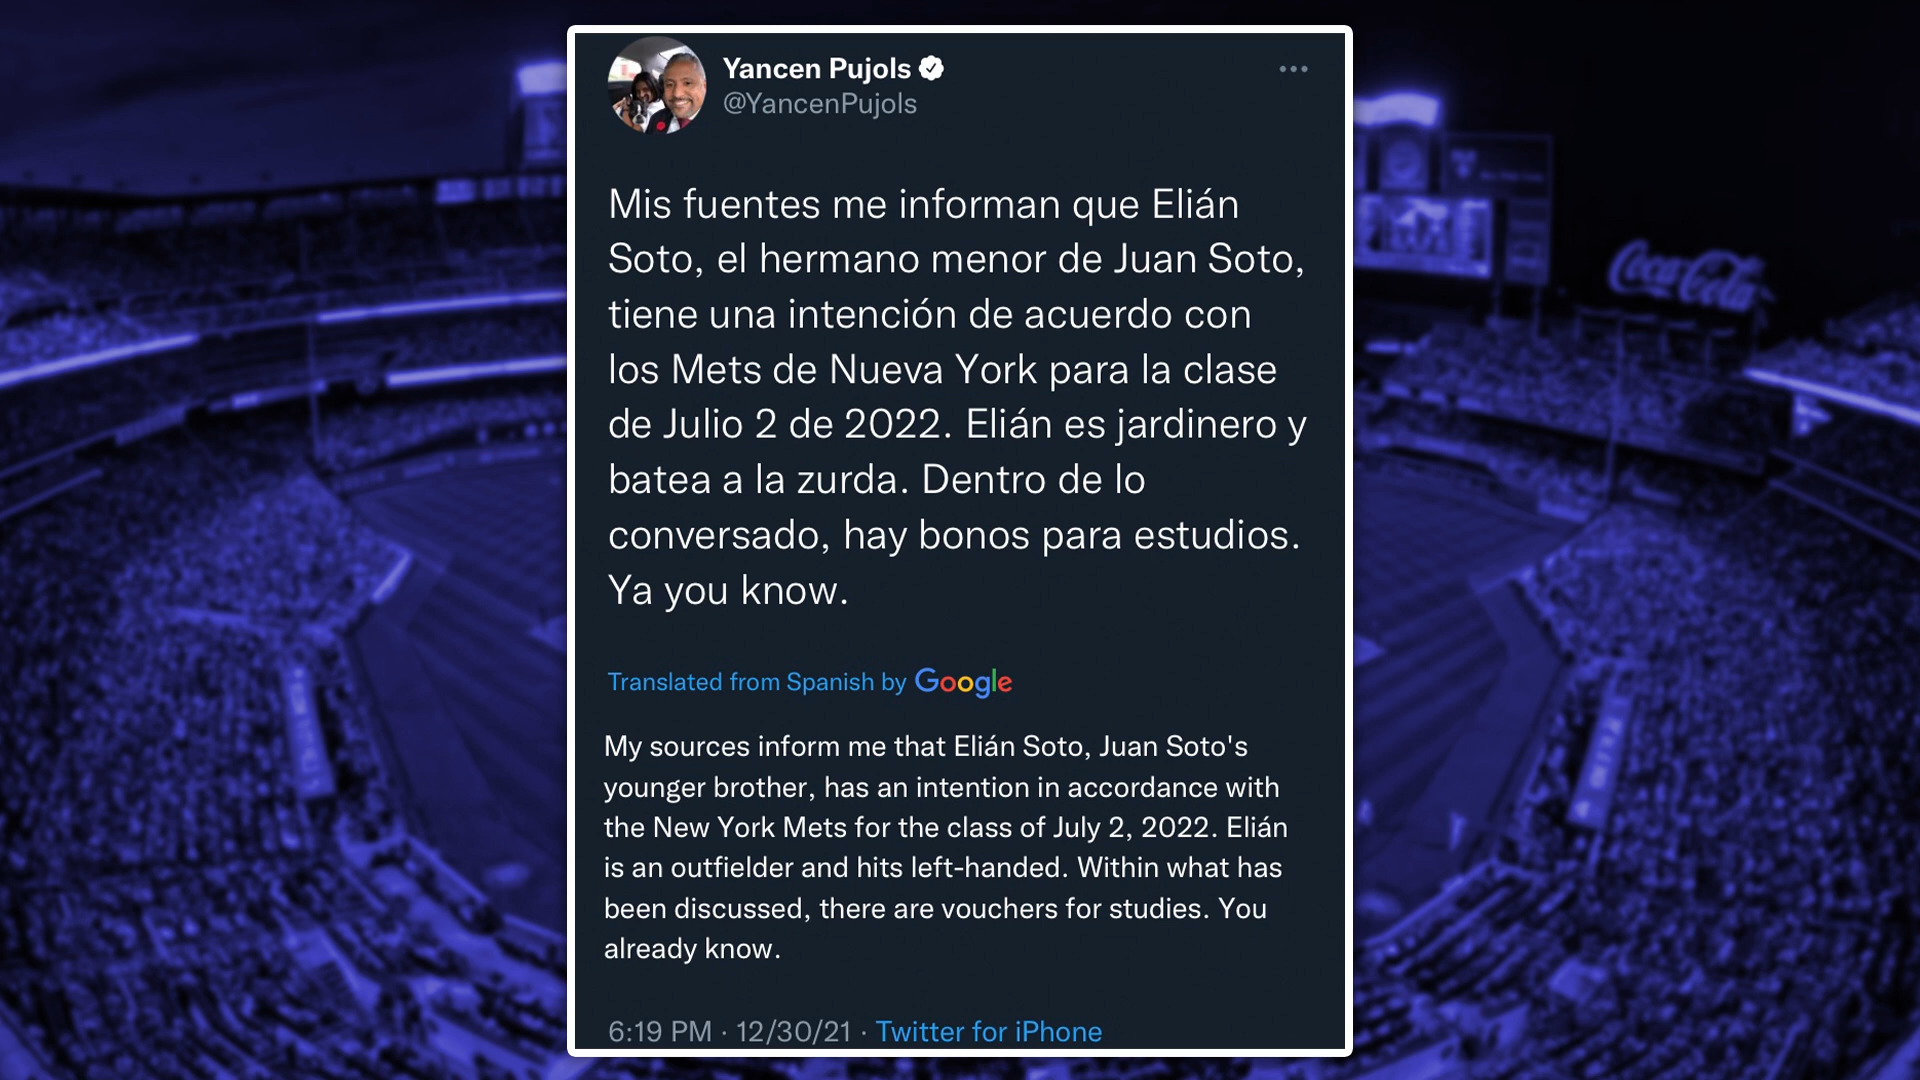 Yancen Pujols
@YancenPujols
Mis fuentes me informan que Elián
Soto, el hermano menor de Juan Soto,
tiene una intención de acuerdo con
los Mets de Nueva York para la clase
de Julio 2 de 2022. Elián es jardinero y
batea a la zurda. Dentro de lo
conversado, hay bonos para estudios.
Ya you know.
Translated from Spanish by Google
My sources inform me that Elián Soto, Juan Soto's
younger brother, has an intention in accordance with
the New York Mets for the class of July 2, 2022. Elián
is an outfielder and hits left-handed. Within what has
been discussed, there are vouchers for studies. You
already know.
6:19 PM · 12/30/21 · Twitter for iPhone
Coca-Cola